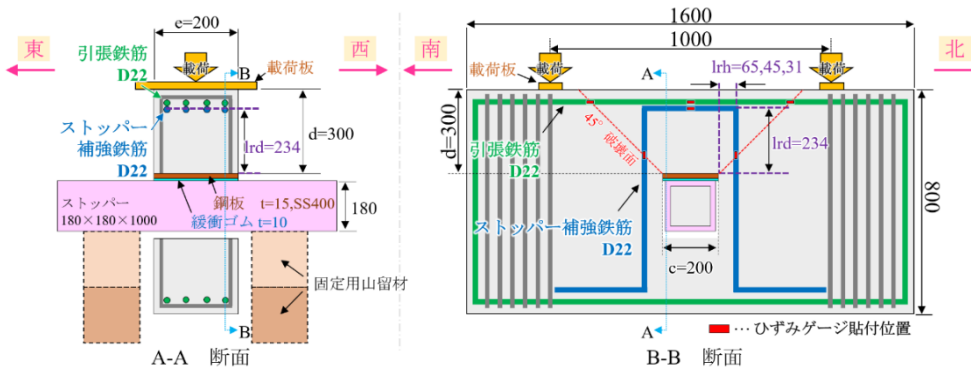 e=200
東
西
引張鉄筋
D22
載荷
B
載荷板
ストッパー
補強鉄筋
D22
lrd=234
d=300
鋼板 t=15,SS400
緩衝ゴム t=10
ストッパー
180×180×1000
180
固定用山留材
B
A-A 断面
1600
1000
南
北
載荷板
載荷
載荷
A
lrh=65,45,31
d=300
45°
破壊面
引張鉄筋
D22
lrd=234
800
ストッパー補強鉄筋
D22
c=200
A
…ひずみゲージ貼付位置
B-B 断面